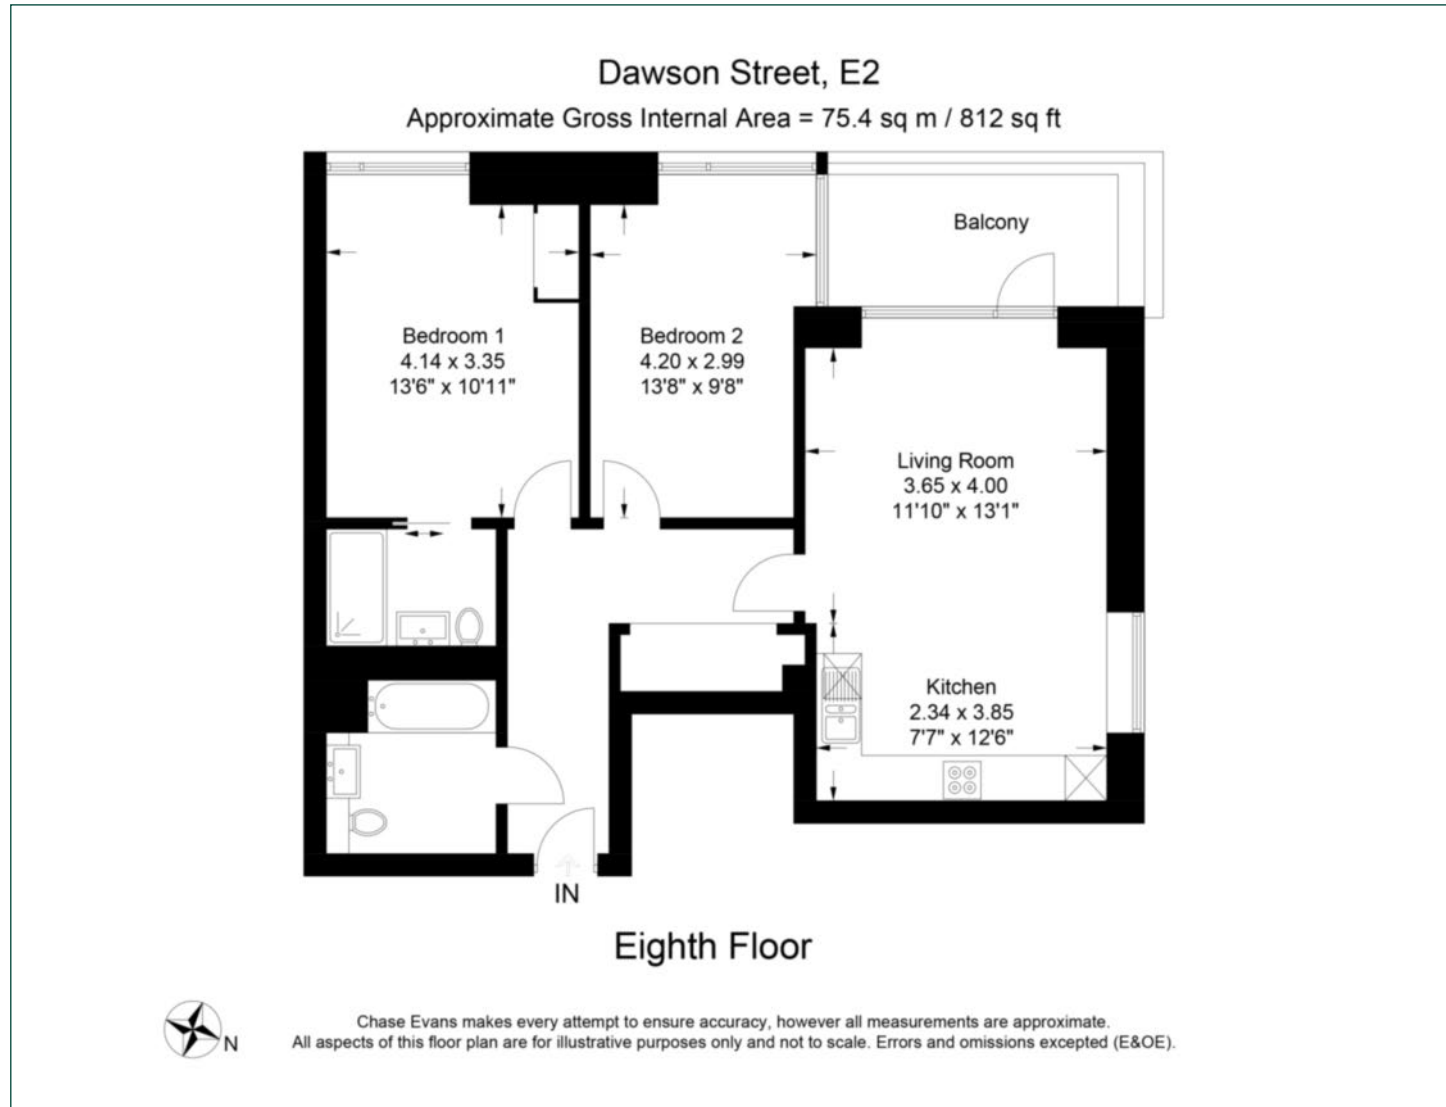 Dawson Street, E2
Approximate Gross Internal Area = 75.4 sq m / 812 sq ft
Balcony
Bedroom 1
4.14 x 3.35
13'6" x 10'11"
Bedroom 2
4.20 x 2.99
13'8" x 9'8"
Living Room
3.65 x 4.00
11'10" x 13'1"
Kitchen
2.34 x 3.85
7'7" x 12'6"
IN
Eighth Floor
N
Chase Evans makes every attempt to ensure accuracy, however all measurements are approximate.
All aspects of this floor plan are for illustrative purposes only and not to scale. Errors and omissions excepted (E&OE).